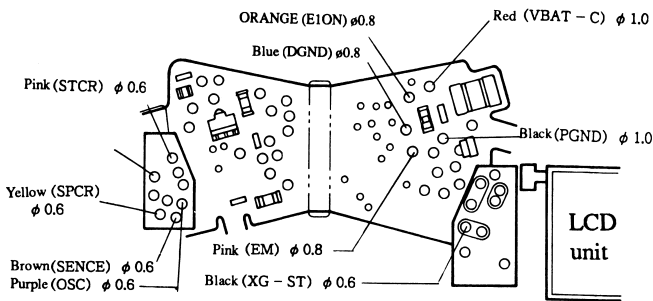 ORANGE (E1ON) ø0.8
Red (VBAT - C) ϕ 1.0
Blue (DGND) ø0.8
Pink (STCR) ϕ 0.6
Black (PGND) ϕ 1.0
Yellow (SPCR)
ϕ 0.6
LCD
unit
Pink (EM) ϕ 0.8
Brown (SENCE) ϕ 0.6
Black (XG - ST) ϕ 0.6
Purple (OSC) ϕ 0.6